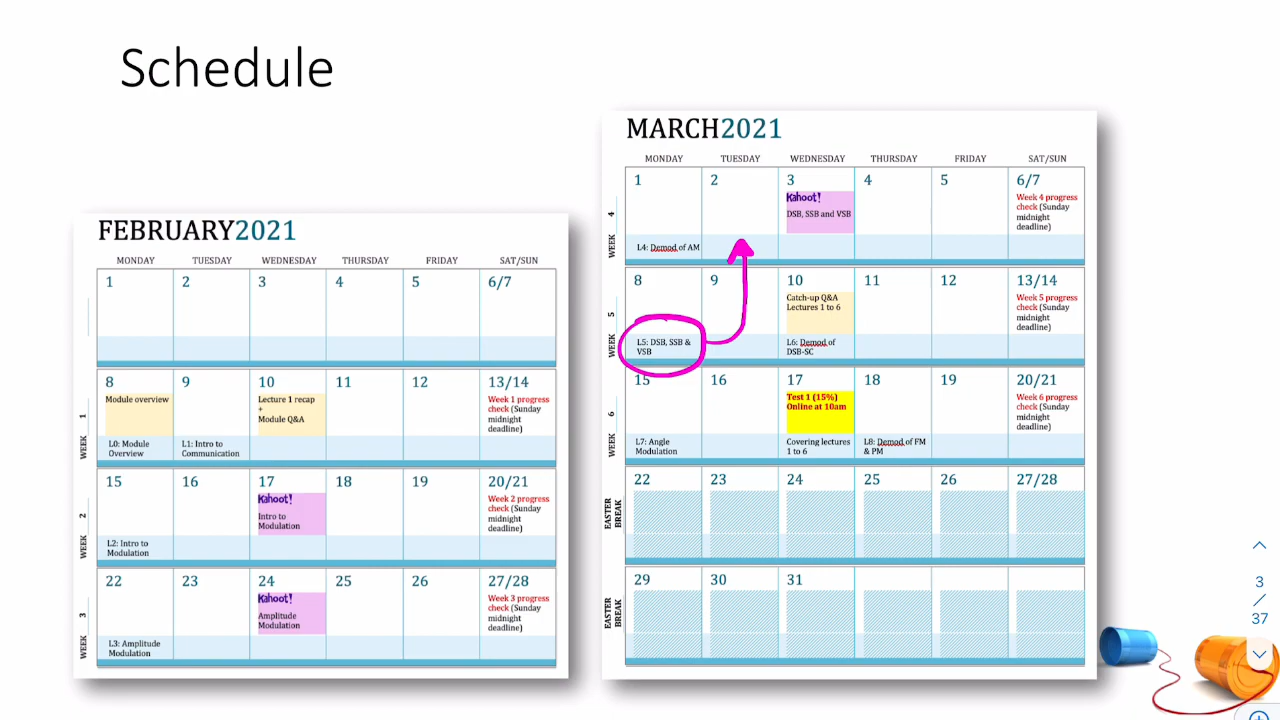 Schedule
FEBRUARY2021
MONDAY TUESDAY WEDNESDAY THURSDAY FRIDAY SAT/SUN
1 2 3 4 5 6/7
WEEK 1
8 9 10 11 12 13/14
Module overview
Lecture 1 recap
+
Module Q&A
Week 1 progress
check (Sunday
midnight
deadline)
L0: Module
Overview
L1: Intro to
Communication
WEEK 2
15 16 17 18 19 20/21
Kahoot!
Intro to
Modulation
Week 2 progress
check (Sunday
midnight
deadline)
L2: Intro to
Modulation
WEEK 3
22 23 24 25 26 27/28
Kahoot!
Amplitude
Modulation
Week 3 progress
check (Sunday
midnight
deadline)
L3: Amplitude
Modulation
MARCH2021
MONDAY TUESDAY WEDNESDAY THURSDAY FRIDAY SAT/SUN
WEEK 4
1 2 3 4 5 6/7
Kahoot!
DSB, SSB and VSB
Week 4 progress
check (Sunday
midnight
deadline)
L4: Demod of AM
WEEK 5
8 9 10 11 12 13/14
Catch-up Q&A
Lectures 1 to 6
Week 5 progress
check (Sunday
midnight
deadline)
L5: DSB, SSB &
VSB
L6: Demod of
DSB-SC
WEEK 6
15 16 17 18 19 20/21
Test 1 (15%)
Online at 10am
Week 6 progress
check (Sunday
midnight
deadline)
L7: Angle
Modulation
Covering lectures
1 to 6
L8: Demod of FM
& PM
EASTER
BREAK
22 23 24 25 26 27/28
EASTER
BREAK
29 30 31
3
/
37